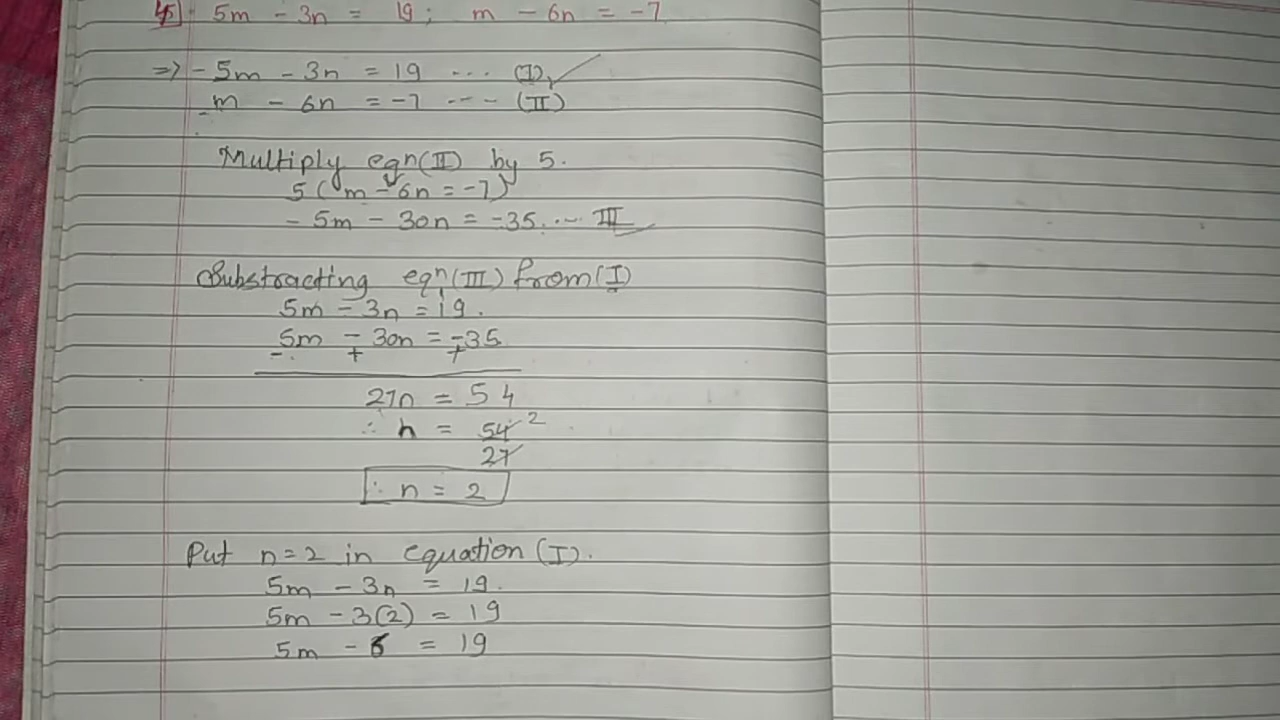 4] 5m - 3n = 19 ; m - 6n = -7
=> - 5m - 3n = 19 ... (I)
m - 6n = -7 --- (II)
Multiply eqn(II) by 5.
5 ( m - 6n = -7)
- 5m - 30n = -35. ... III
Substracting eqn(III) from (I)
5m - 3n = 19.
5m - 30n = -35
- + +
27n = 54
∴ n = 54 2
27
∴ n = 2
Put n = 2 in equation (I).
5m - 3n = 19.
5m - 3(2) = 19
5m - 6 = 19